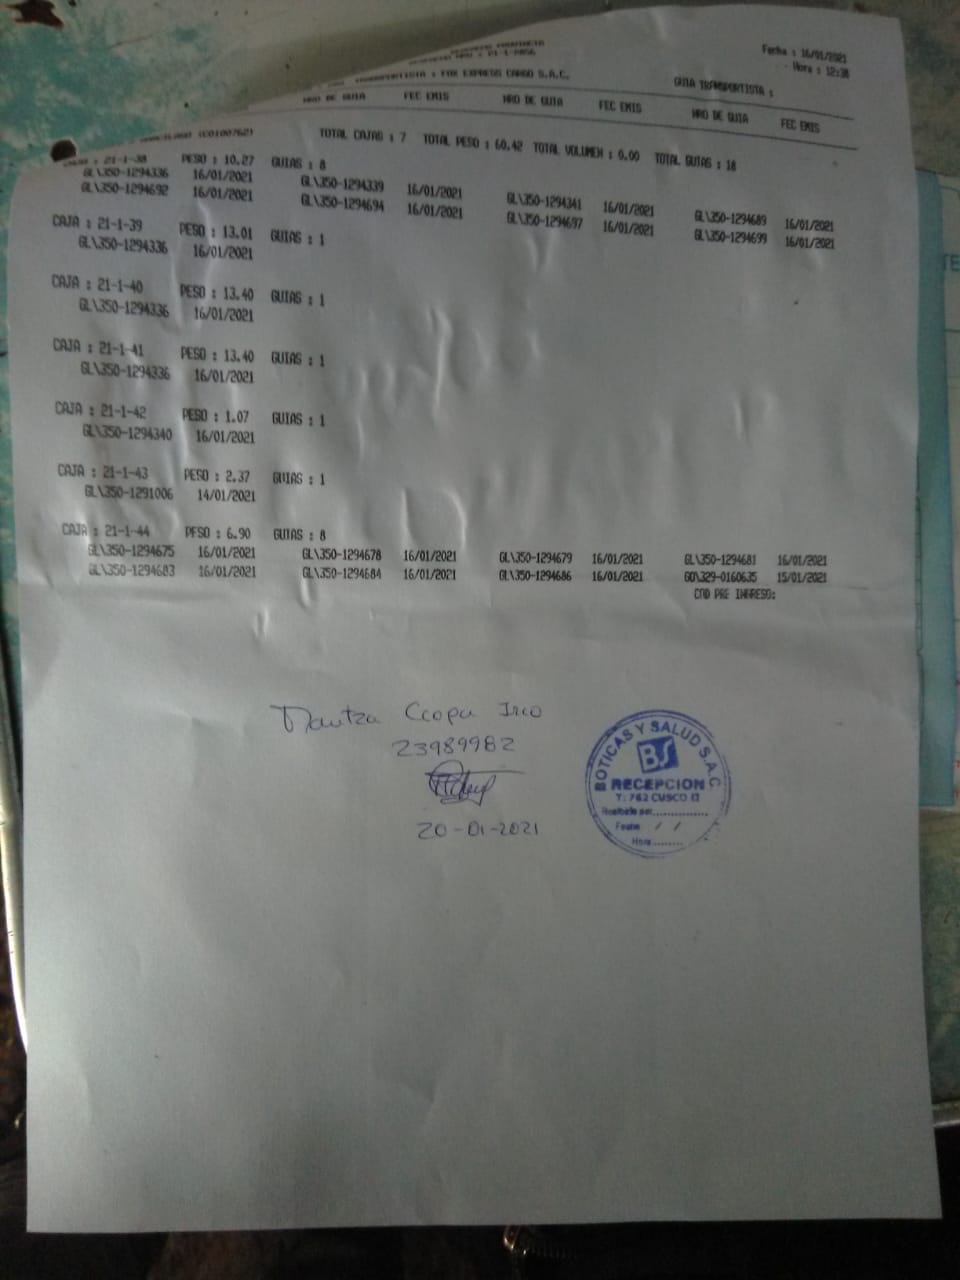 Fecha : 16/01/2021
Hora : 12:38
TRANSPORTISTA : FOX EXPRESS CARGO S.A.C.
GUIA TRANSPORTISTA :
NRO DE GUIA FEC EMIS NRO DE GUIA FEC EMIS NRO DE GUIA FEC EMIS
(C0100762) TOTAL CAJAS : 7 TOTAL PESO : 60.42 TOTAL VOLUMEN : 0.00 TOTAL GUIAS : 18
CAJA : 21-1-38 PESO : 10.27 GUIAS : 8
GL\350-1294336 16/01/2021 GL\350-1294339 16/01/2021 GL\350-1294341 16/01/2021 GL\350-1294689 16/01/2021
GL\350-1294692 16/01/2021 GL\350-1294694 16/01/2021 GL\350-1294697 16/01/2021 GL\350-1294699 16/01/2021
CAJA : 21-1-39 PESO : 13.01 GUIAS : 1
GL\350-1294336 16/01/2021
CAJA : 21-1-40 PESO : 13.40 GUIAS : 1
GL\350-1294336 16/01/2021
CAJA : 21-1-41 PESO : 13.40 GUIAS : 1
GL\350-1294336 16/01/2021
CAJA : 21-1-42 PESO : 1.07 GUIAS : 1
GL\350-1294340 16/01/2021
CAJA : 21-1-43 PESO : 2.37 GUIAS : 1
GL\350-1291006 14/01/2021
CAJA : 21-1-44 PESO : 6.90 GUIAS : 8
GL\350-1294675 16/01/2021 GL\350-1294678 16/01/2021 GL\350-1294679 16/01/2021 GL\350-1294681 16/01/2021
GL\350-1294683 16/01/2021 GL\350-1294684 16/01/2021 GL\350-1294686 16/01/2021 GO\329-0160635 15/01/2021
COD PRE INGRESO:
Ccopa
23989982
20-01-2021
BOTICAS Y SALUD S.A.C.
BS
RECEPCION
T: 762 CUSCO II
Recibido por..............
Fecha / /
Hora........